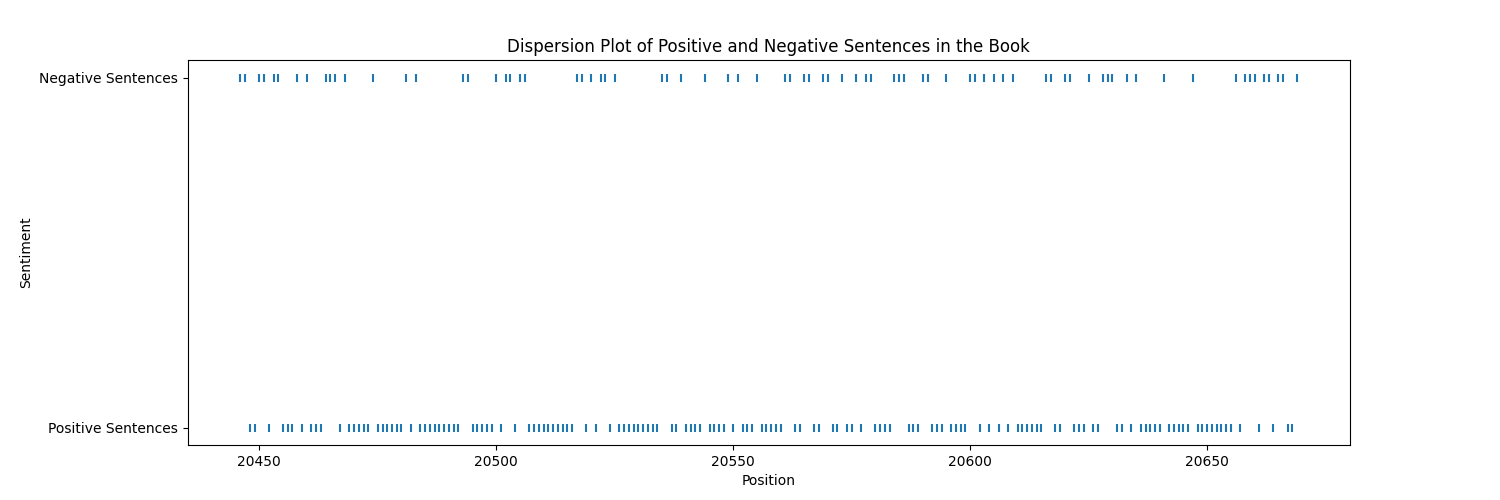 Dispersion Plot of Positive and Negative Sentences in the Book
Negative Sentences
Sentiment
Positive Sentences
20450 20500 20550 20600 20650
Position